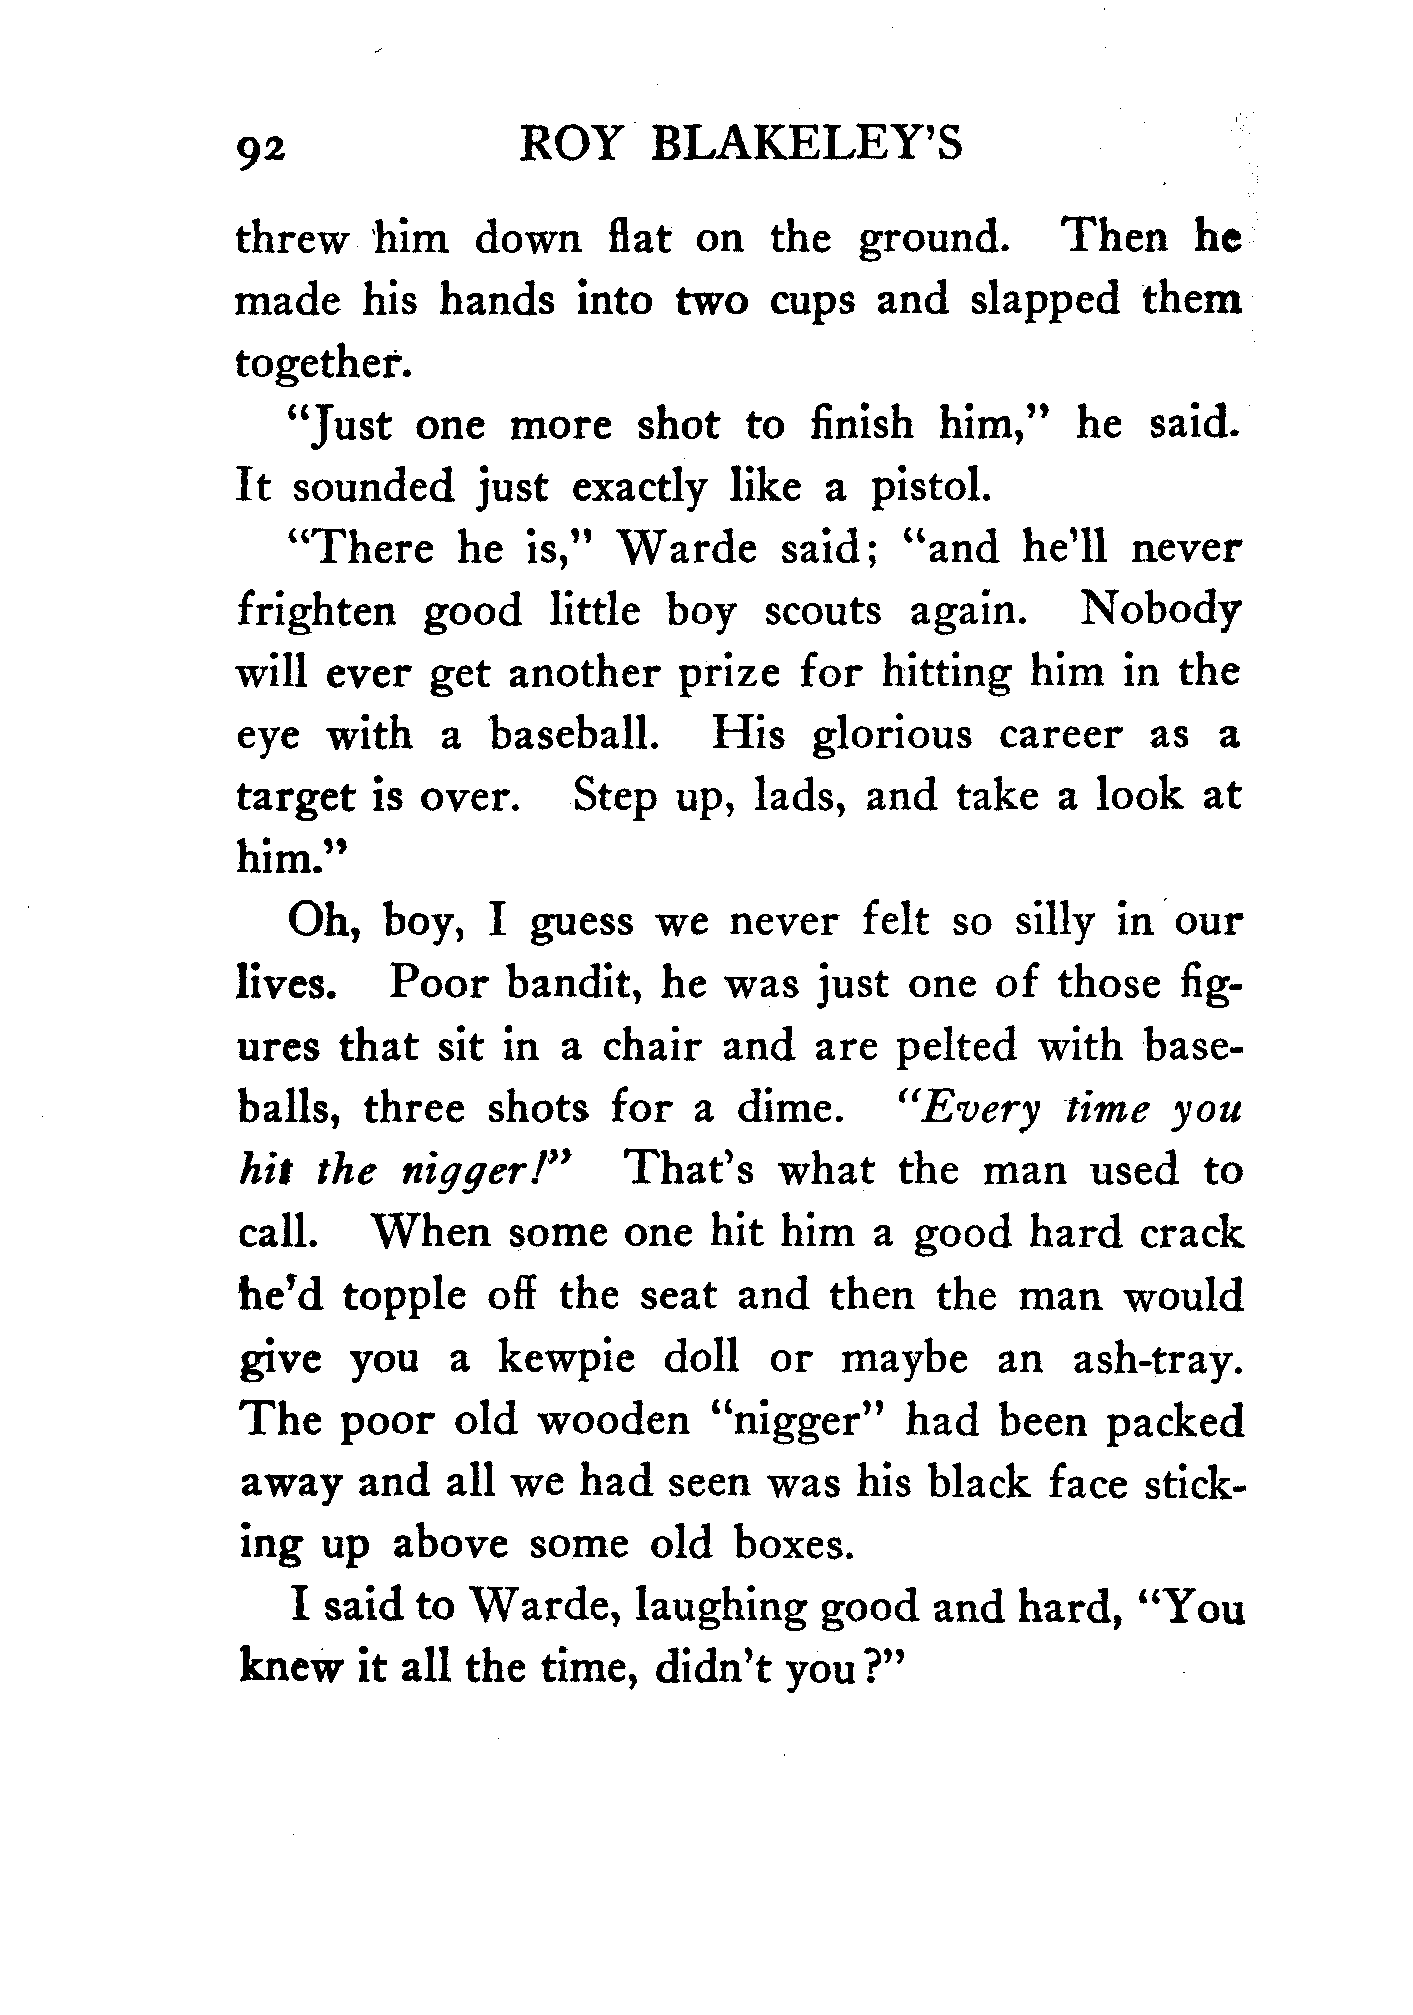 92 ROY BLAKELEY'S
threw him down flat on the ground. Then he
made his hands into two cups and slapped them
together.
"Just one more shot to finish him," he said.
It sounded just exactly like a pistol.
"There he is," Warde said; "and he'll never
frighten good little boy scouts again. Nobody
will ever get another prize for hitting him in the
eye with a baseball. His glorious career as a
target is over. Step up, lads, and take a look at
him."
Oh, boy, I guess we never felt so silly in our
lives. Poor bandit, he was just one of those fig-
ures that sit in a chair and are pelted with base-
balls, three shots for a dime. "Every time you
hit the nigger!" That's what the man used to
call. When some one hit him a good hard crack
he'd topple off the seat and then the man would
give you a kewpie doll or maybe an ash-tray.
The poor old wooden "nigger" had been packed
away and all we had seen was his black face stick-
ing up above some old boxes.
I said to Warde, laughing good and hard, "You
knew it all the time, didn't you?"